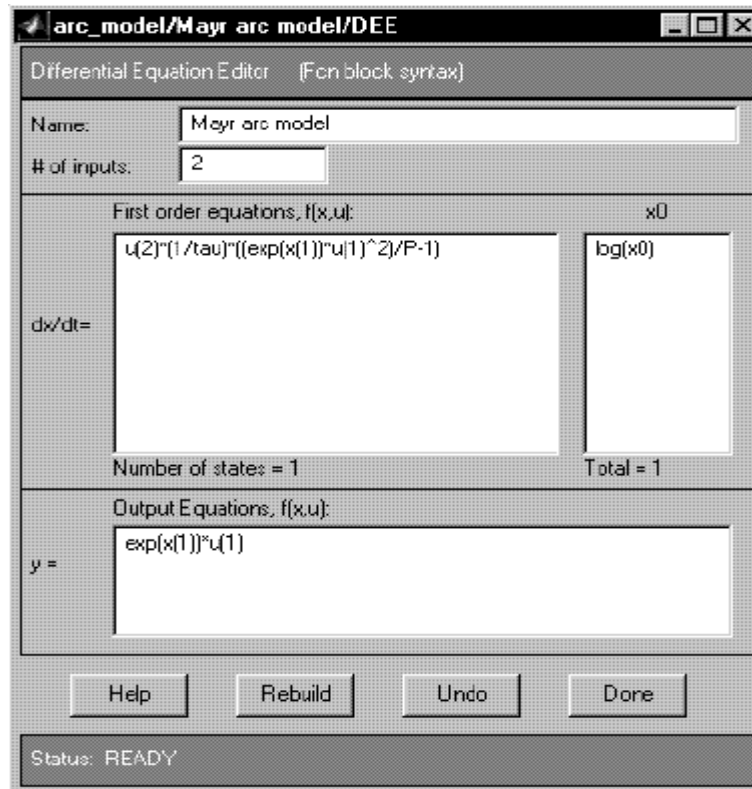 arc_model/Mayr arc model/DEE
Differential Equation Editor (Fcn block syntax)
Name: Mayr arc model
# of inputs: 2
First order equations, f(x,u): x0
u(2)*(1/tau)*((exp(x(1))*u(1)^2)/P-1) log(x0)
dx/dt=
Number of states = 1 Total = 1
Output Equations, f(x,u):
exp(x(1))*u(1)
y =
Help Rebuild Undo Done
Status: READY